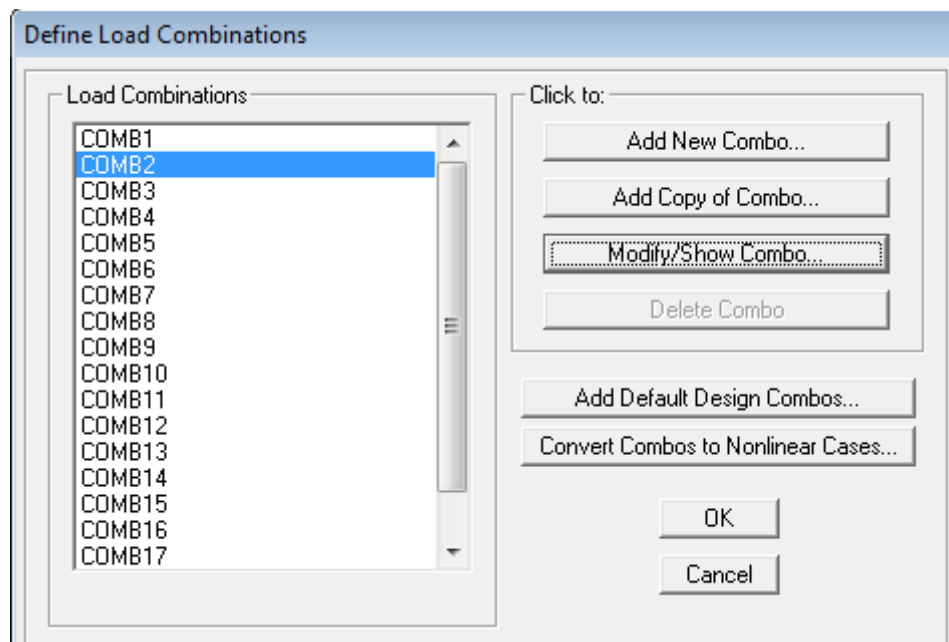 Define Load Combinations
Load Combinations
COMB1
COMB2
COMB3
COMB4
COMB5
COMB6
COMB7
COMB8
COMB9
COMB10
COMB11
COMB12
COMB13
COMB14
COMB15
COMB16
COMB17
Click to:
Add New Combo...
Add Copy of Combo...
Modify/Show Combo...
Delete Combo
Add Default Design Combos...
Convert Combos to Nonlinear Cases...
OK
Cancel